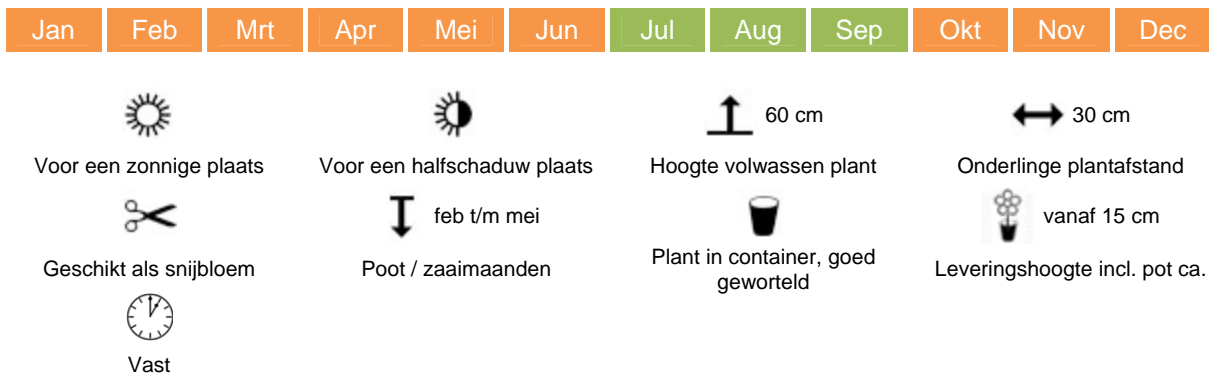 Jan Feb Mrt Apr Mei Jun Jul Aug Sep Okt Nov Dec
60 cm 30 cm
Voor een zonnige plaats Voor een halfschaduw plaats Hoogte volwassen plant Onderlinge plantafstand
feb t/m mei vanaf 15 cm
Geschikt als snijbloem Poot / zaaimaanden Plant in container, goed
geworteld Leveringshoogte incl. pot ca.
Vast